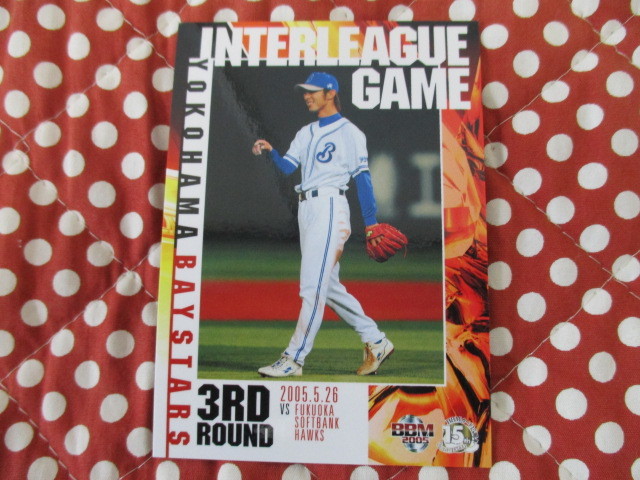 INTERLEAGUE
GAME
YOKOHAMA BAYSTARS
B
3RD
ROUND
2005.5.26
VS FUKUOKA
SOFTBANK
HAWKS
BBM
2005
15